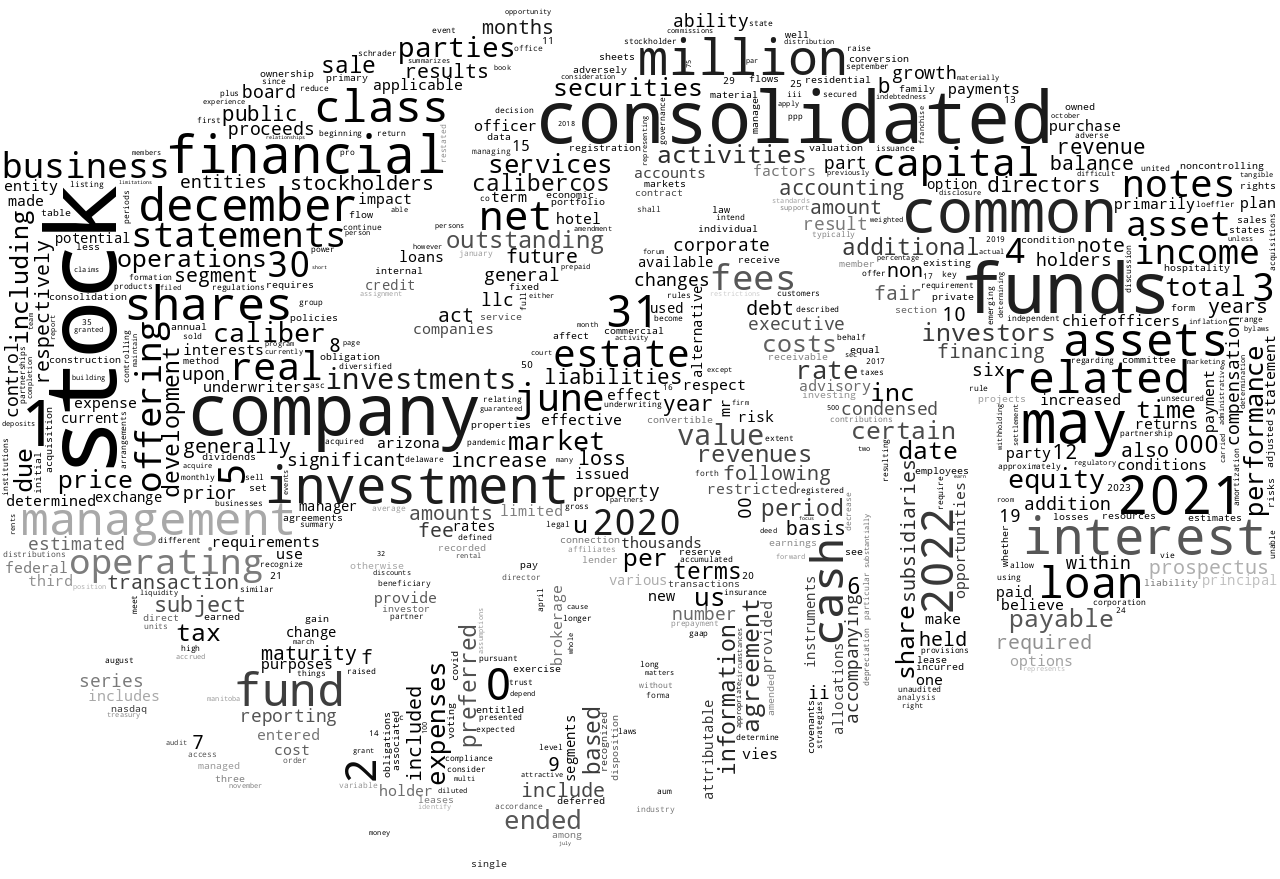 opportunity
event months ability state
commissions
parties office 11 stockholder well distribution
schrader summarizes sheets million par 75 raise
sale results book adversely conversion
ownership primary applicable consideration flows residential september growth materially
since reduce securities 29 25 b family payments
plus board class decision material iii secured indebtedness 13
experience public officer 2018 apply consolidated owned
first proceeds beginning return restated data governance manage ppp franchise october purchase
relationships managing 15 registration representing valuation issuance adverse revenue
members pro services activities part capital balance united noncontrolling
business financial calibercos accounts factors previously difficult tangible
entity listing limitations entities stockholders economic markets accounting option directors notes rights
made periods december impact co term portfolio contract standards disclosure primarily loeffler plan
table flow able net hotel shall law support amount weighted common asset sales
including stock continue persons amendment intend result states acquisitions
potential statements person outstanding individual typically additional 2019 actual condition note unless
respectively less operations power however january future forum corporate percentage 4 holders discussion income
claims formation 30 short internal loans prepaid available receive member existing hospitality
consolidation segment requires credit general changes fees offer non 17 key funds total 3
products filed regulations assignment fixed either restrictions requirement determining emerging form years
shares group llc full rules customers fair private
35 granted policies act service 31 used alternative debt described section 10 independent chiefofficers inflation range
annual caliber companies month commercial become executive behalf investors assets bylaws
control construction controlling maintain sold program 8 page affect activity costs equal sec 2017 financing regarding committee marketing
team report partnerships completion interests currently obligation court estate receivable taxes six
building method real diversified 50 liabilities except rate rule related performance
upon investments 16 respect advisory inc projects increased unsecured
acquisition expense underwriters asc relating june effect year mr firm investing condensed may time payment compensation determination
deposits 1 current offering development company guaranteed underwriting convertible risk 500 contributions certain withholding settlement partnership returns carried administrative
due initial arrangements generally acquired arizona properties effective value extent two date party 12 also 000
institutions price dividends pandemic market revenues resulting approximately regulatory conditions adjusted statement
acquire significant delaware increase many loss forth following employees equity 2023 amortization
monthly 5 sell events issued restricted registered require earn room addition 2021
determined exchange prior set investment property focus decrease subsidiaries opportunities risks
rents businesses manager average amounts limited partners gross 00 period 19 losses resources estimates
management agreements summary fee rates legal u 2020 deed basis whether interest unable
estimated different requirements defined connection thousands earnings 2022
distributions 32 recorded affiliates per reserve accumulated forward cash see allow vie prospectus
federal operating use recognize otherwise rental lender terms 20 substantially within
third position transaction 21 similar discounts pay various transactions using loan liability principal
liquidity beneficiary director new us insurance 6 particular paid corporation
meet subject provide april cause number instruments make believe 24
direct earned investor longer prepayment share payable
units tax gain partner assumptions brokerage whole gaap information agreement circumstances provided allocations accompanying depreciation held provisions required
high change preferred covid pursuant lease
accrued march maturity f exercise long incurred options
august purposes things raised trust matters appropriate amended ii one represents
series fund depend without unaudited
includes manitoba 0 forma analysis
nasdaq expenses entitled right
treasury reporting included 100 voting presented attributable covenants strategies
entered 14 obligations associated expected based recognized disposition laws determine
audit 7 cost grant compliance level segments vies
access order 2 consider 9
managed multi attractive
three variable diluted include aum
november holder leases deferred
identify accordance industry
ended
money among
july
single